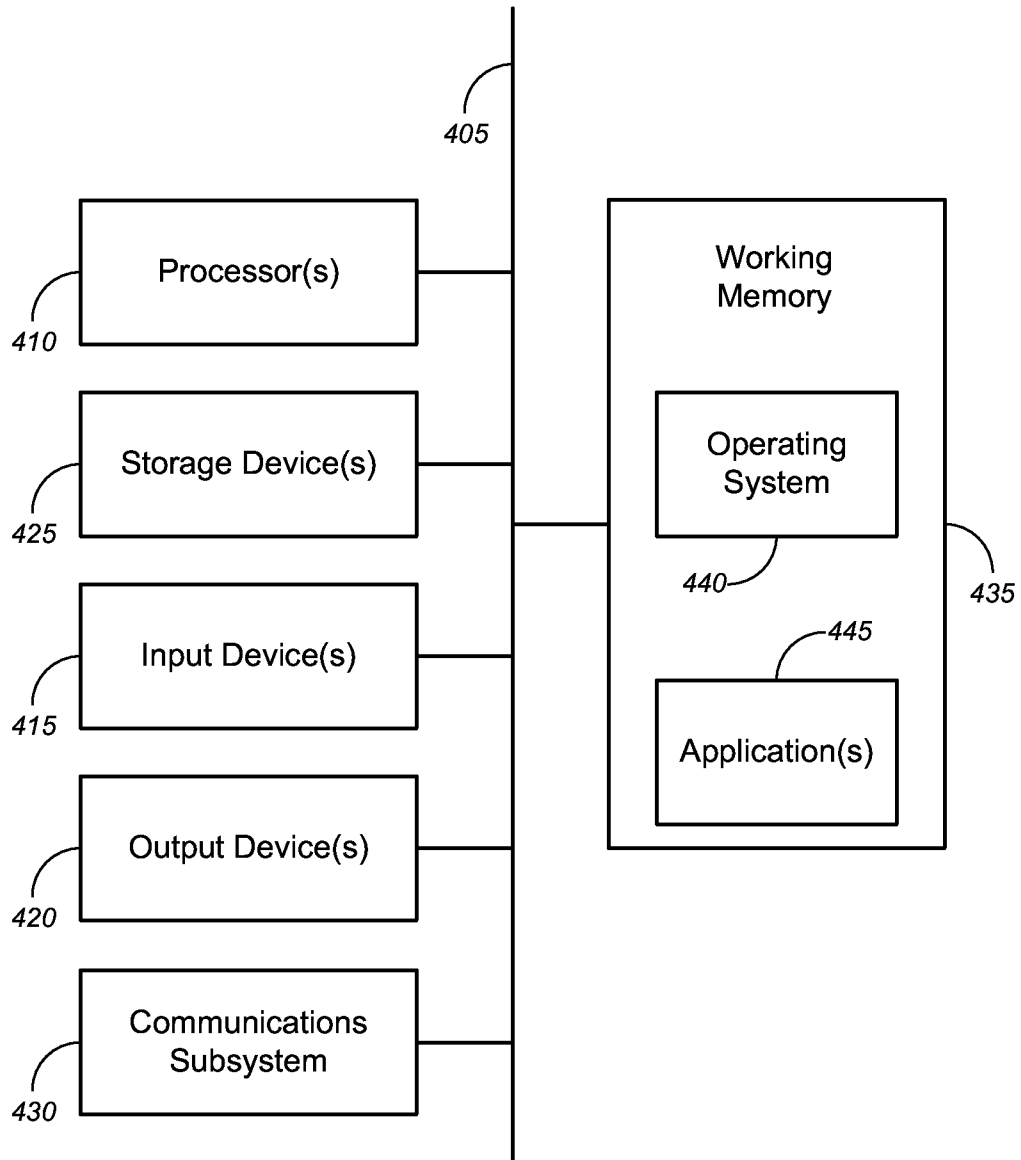 405
Processor(s)
410
Storage Device(s)
425
Input Device(s)
415
Output Device(s)
420
Communications
Subsystem
430
Working
Memory
Operating
System
440
435
445
Application(s)